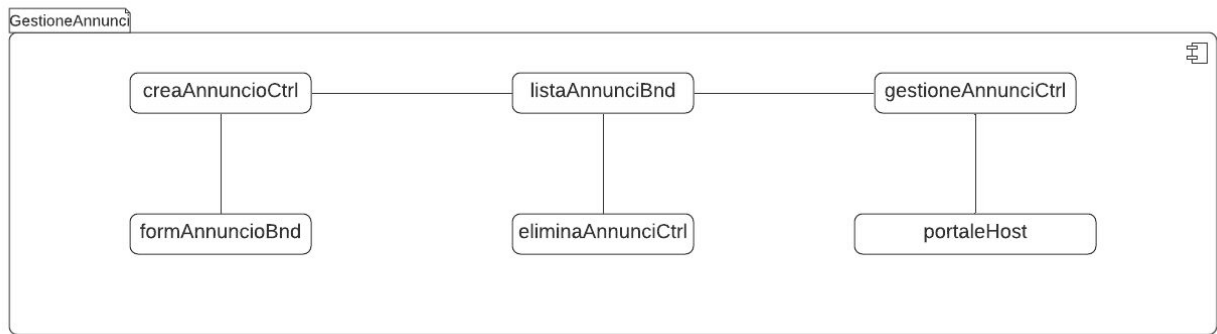 GestioneAnnunci
creaAnnuncioCtrl
listaAnnunciBnd
gestioneAnnunciCtrl
formAnnuncioBnd
eliminaAnnunciCtrl
portaleHost